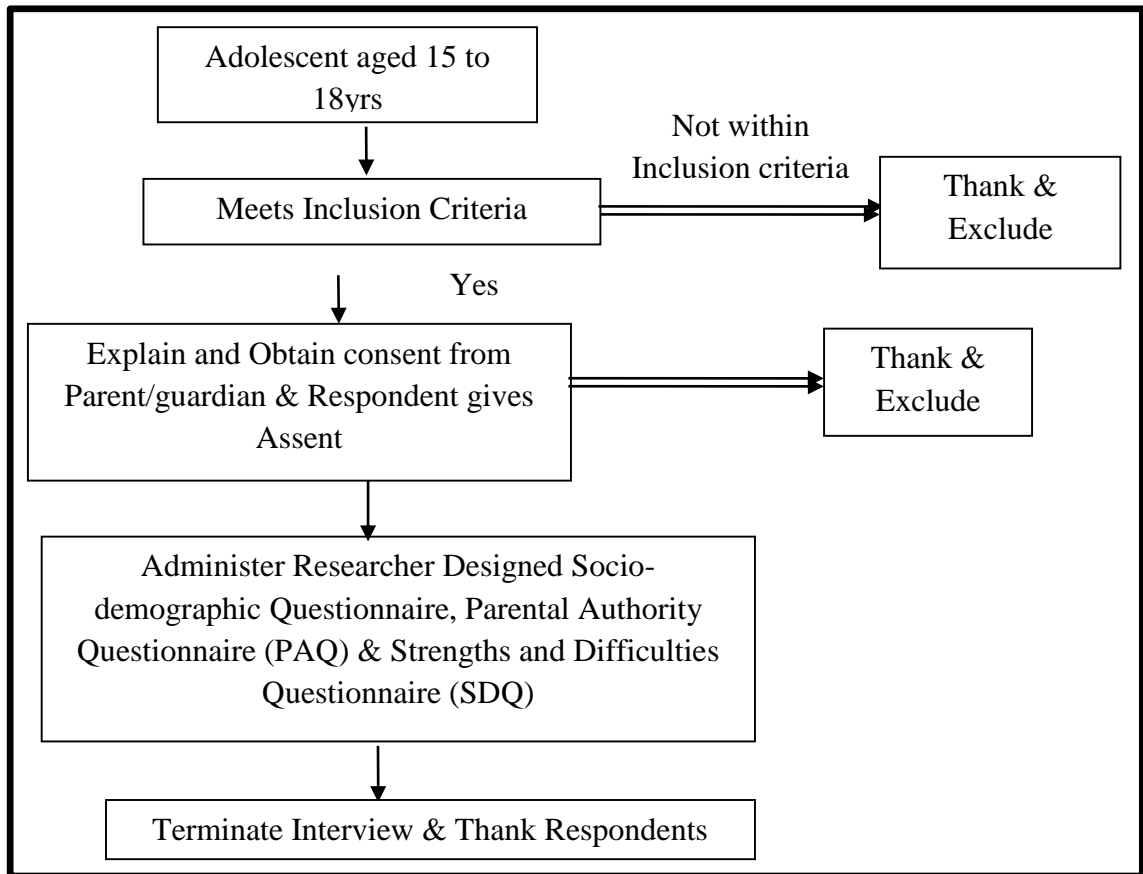 Adolescent aged 15 to
18yrs
Not within
Inclusion criteria
Meets Inclusion Criteria
Thank &
Exclude
Yes
Explain and Obtain consent from
Parent/guardian & Respondent gives
Assent
Thank &
Exclude
Administer Researcher Designed Socio-
demographic Questionnaire, Parental Authority
Questionnaire (PAQ) & Strengths and Difficulties
Questionnaire (SDQ)
Terminate Interview & Thank Respondents